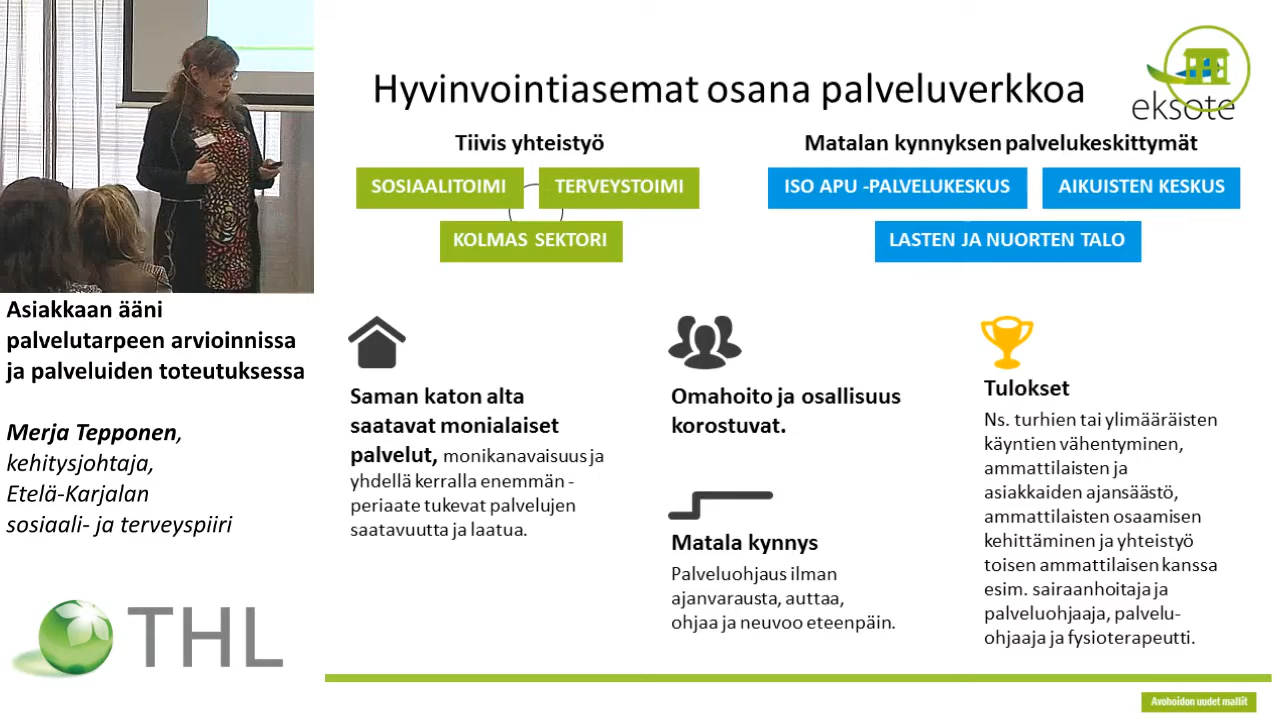 Hyvinvointiasemat osana palveluverkkoa
eksote
Tiivis yhteistyö
SOSIAALITOIMI
TERVEYSTOIMI
KOLMAS SEKTORI
Matalan kynnyksen palvelukeskittymät
ISO APU -PALVELUKESKUS
AIKUISTEN KESKUS
LASTEN JA NUORTEN TALO
Saman katon alta
saatavat monialaiset
palvelut, monikanavaisuus ja
yhdellä kerralla enemmän -
periaate tukevat palvelujen
saatavuutta ja laatua.
Omahoito ja osallisuus
korostuvat.
Matala kynnys
Palveluohjaus ilman
ajanvarausta, auttaa,
ohjaa ja neuvoo eteenpäin.
Tulokset
Ns. turhien tai ylimääräisten
käyntien vähentyminen,
ammattilaisten ja
asiakkaiden ajansäästö,
ammattilaisten osaamisen
kehittäminen ja yhteistyö
toisen ammattilaisen kanssa
esim. sairaanhoitaja ja
palveluohjaaja, palvelu-
ohjaaja ja fysioterapeutti.
Asiakkaan ääni
palvelutarpeen arvioinnissa
ja palveluiden toteutuksessa
Merja Tepponen,
kehitysjohtaja,
Etelä-Karjalan
sosiaali- ja terveyspiiri
THL
Avohoidon uudet mallit